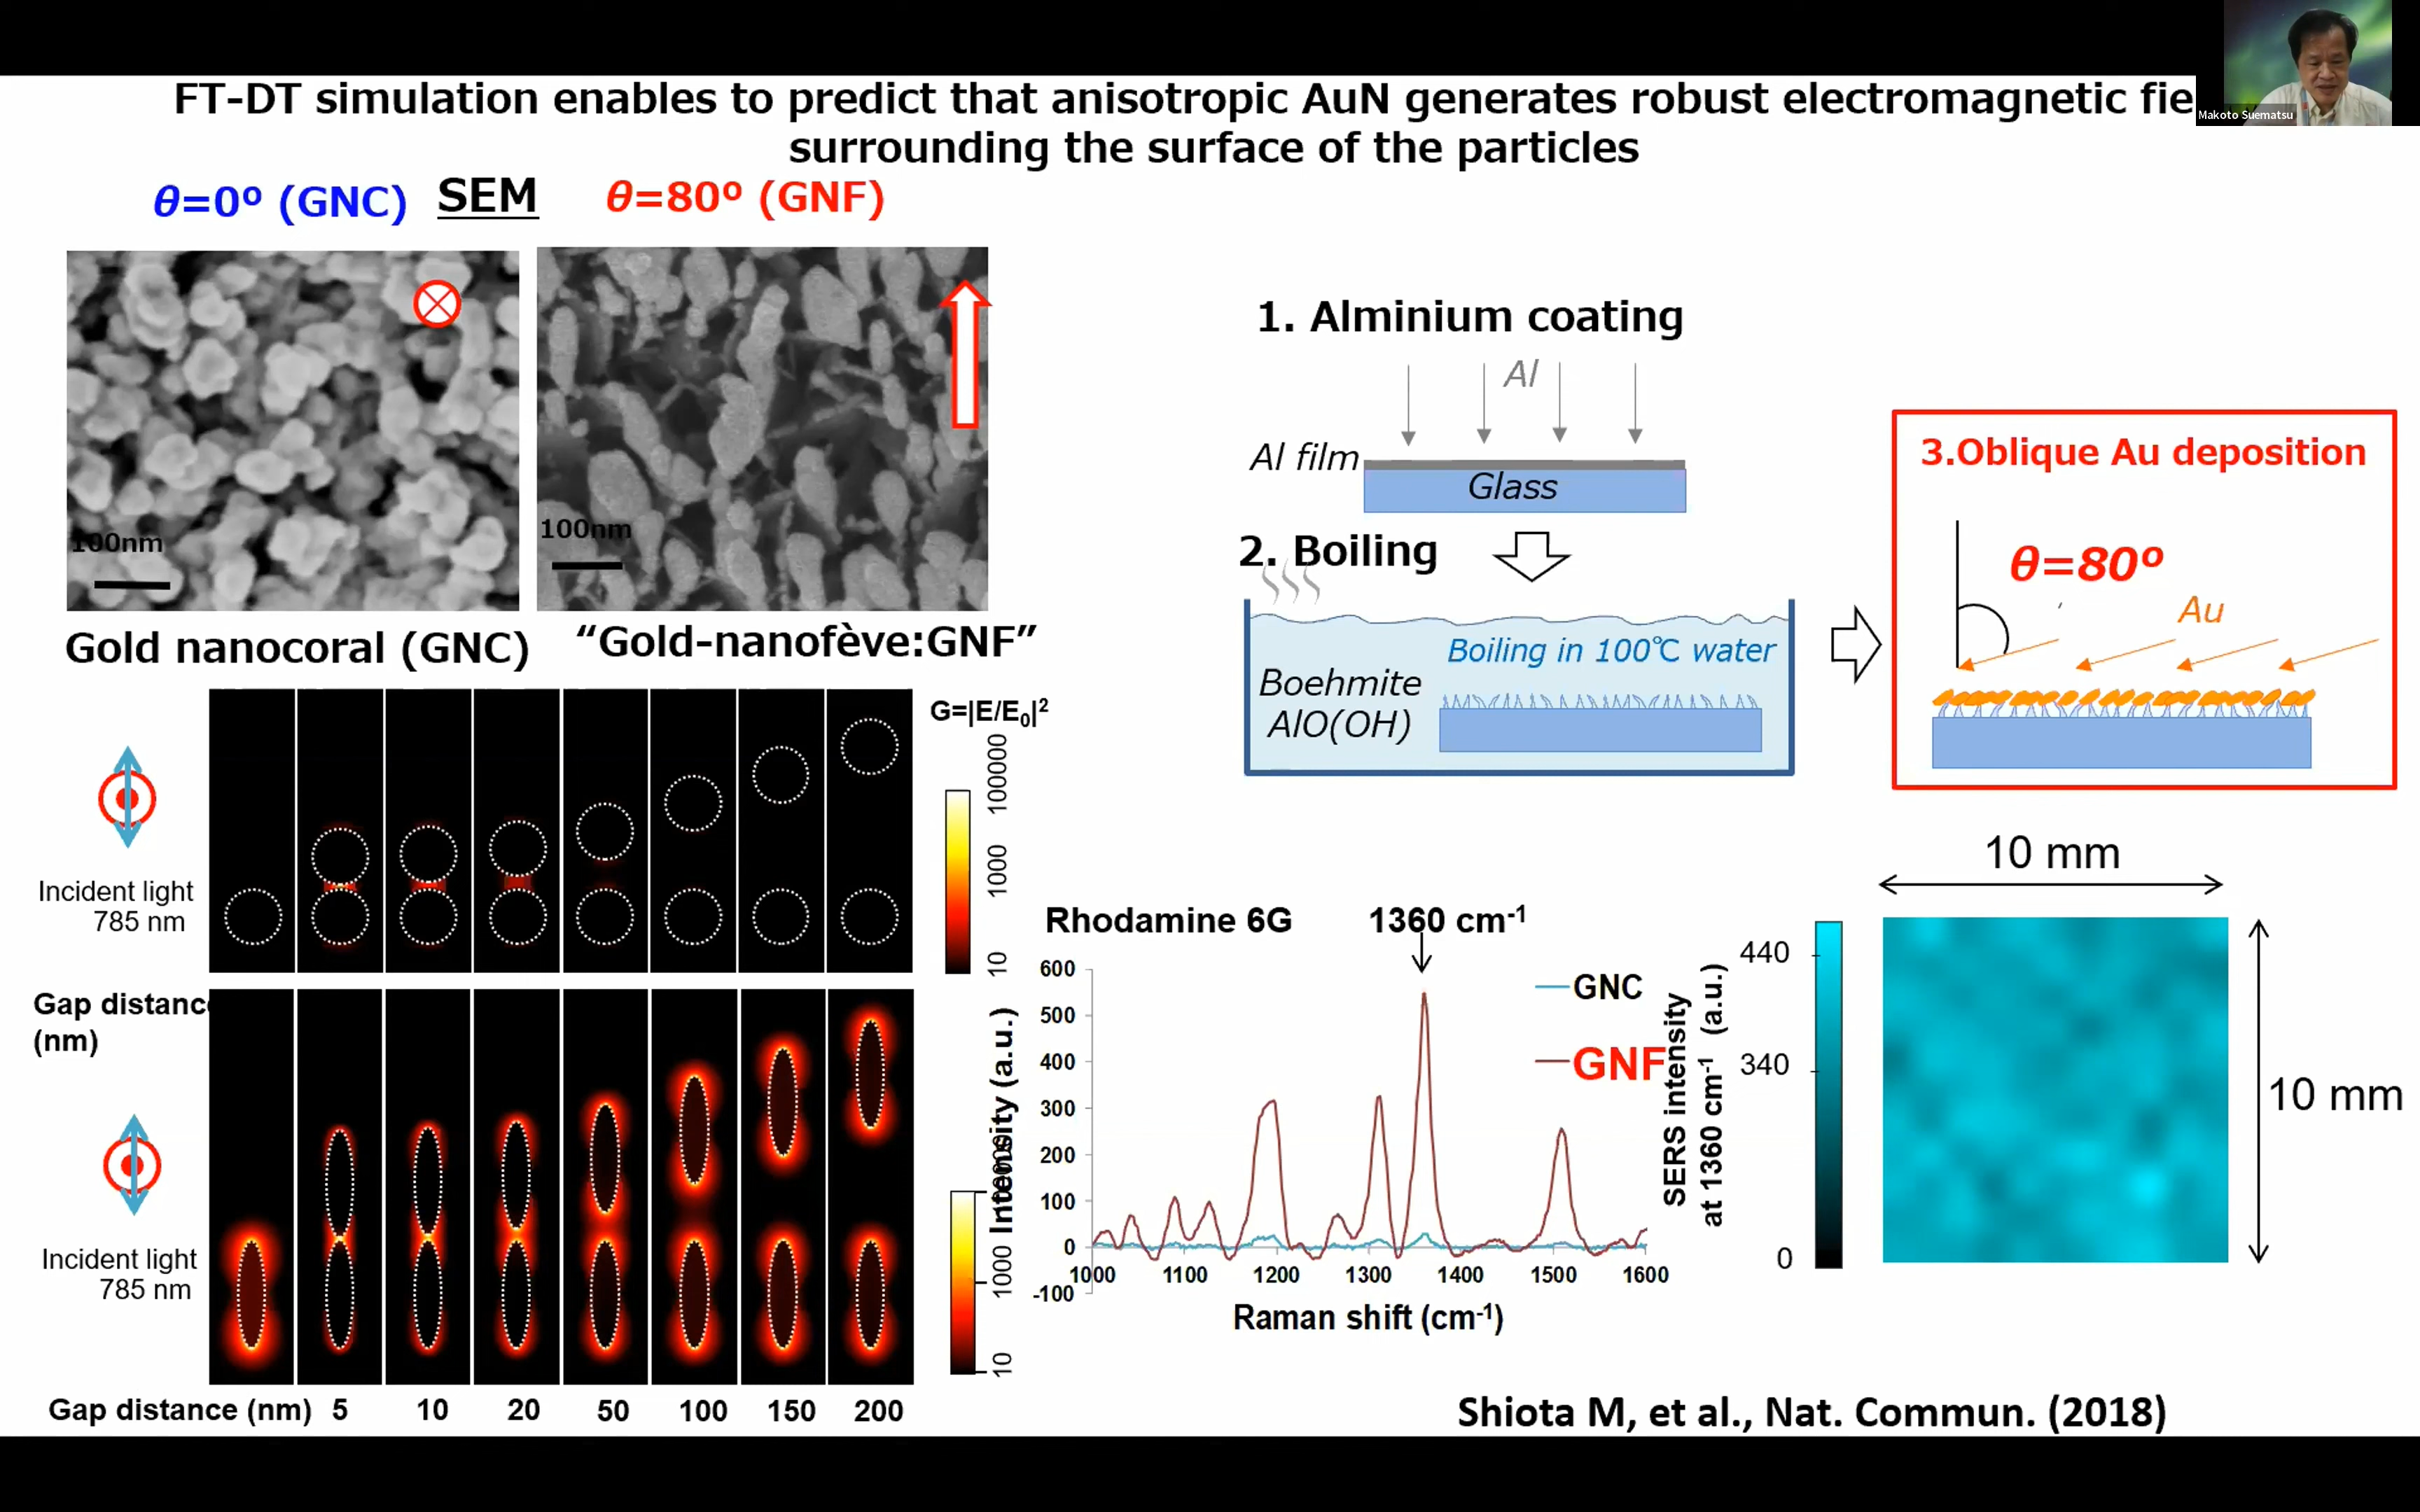 FT-DT simulation enables to predict that anisotropic AuN generates robust electromagnetic fie
surrounding the surface of the particles
Makoto Suematsu
θ=0º (GNC)
SEM
θ=80º (GNF)
100nm
100nm
Gold nanocoral (GNC)
“Gold-nanofève:GNF”
1. Alminium coating
Al
Al film
Glass
2. Boiling
Boiling in 100℃ water
Boehmite
AlO(OH)
3.Oblique Au deposition
θ=80º
Au
G=|E/E₀|²
100000
1000
10
Incident light
785 nm
Gap distance
(nm)
Incident light
785 nm
1000
10
Gap distance (nm) 5 10 20 50 100 150 200
Rhodamine 6G
1360 cm⁻¹
GNC
GNF
Intensity (a.u.)
600
500
400
300
200
100
0
-100
1000 1100 1200 1300 1400 1500 1600
Raman shift (cm⁻¹)
SERS intensity
at 1360 cm⁻¹ (a.u.)
440
340
0
10 mm
10 mm
Shiota M, et al., Nat. Commun. (2018)